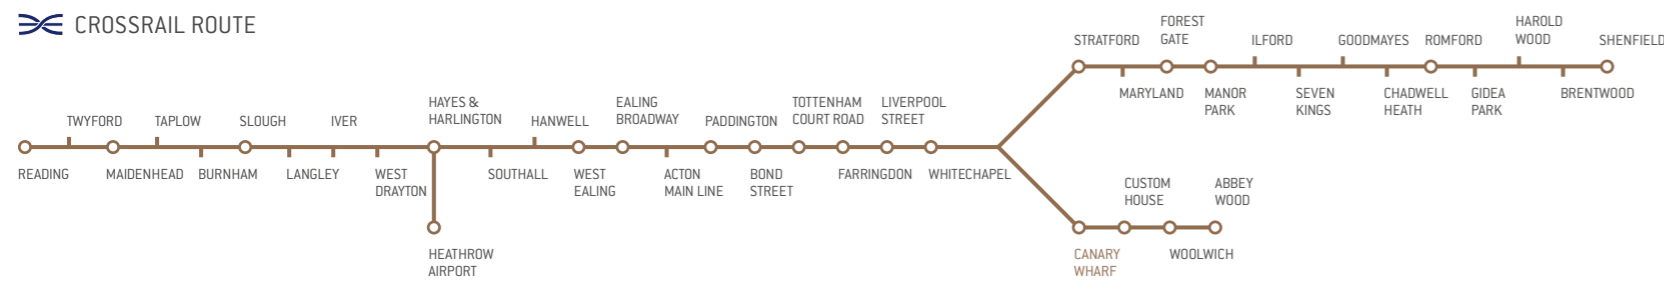 CROSSRAIL ROUTE
READING
TWYFORD
MAIDENHEAD
TAPLOW
BURNHAM
SLOUGH
LANGLEY
IVER
WEST
DRAYTON
HAYES &
HARLINGTON
HEATHROW
AIRPORT
SOUTHALL
HANWELL
WEST
EALING
EALING
BROADWAY
ACTON
MAIN LINE
PADDINGTON
BOND
STREET
TOTTENHAM
COURT ROAD
FARRINGDON
LIVERPOOL
STREET
WHITECHAPEL
STRATFORD
MARYLAND
FOREST
GATE
MANOR
PARK
ILFORD
SEVEN
KINGS
GOODMAYES
CHADWELL
HEATH
ROMFORD
GIDEA
PARK
HAROLD
WOOD
BRENTWOOD
SHENFIELD
CANARY
WHARF
CUSTOM
HOUSE
WOOLWICH
ABBEY
WOOD